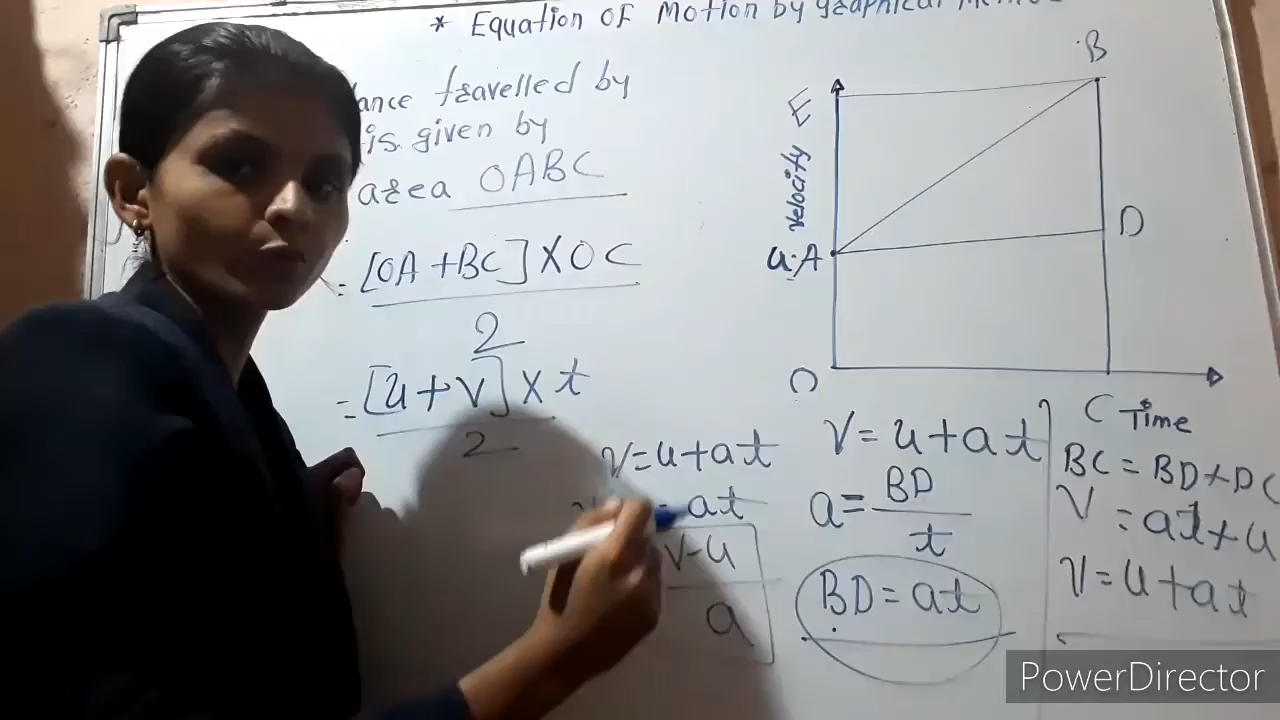 * Equation OF Motion by graphical
ance travelled by
is given by
area OABC
= [OA + BC] X OC
2
= [u + v] x t
2
v = u + at
= at
v - u
a
E
B
Velocity
u. A
D
O
C Time
v = u + at
a = BD
t
BD = at
BC = BD + DC
v = at + u
v = u + at
PowerDirector